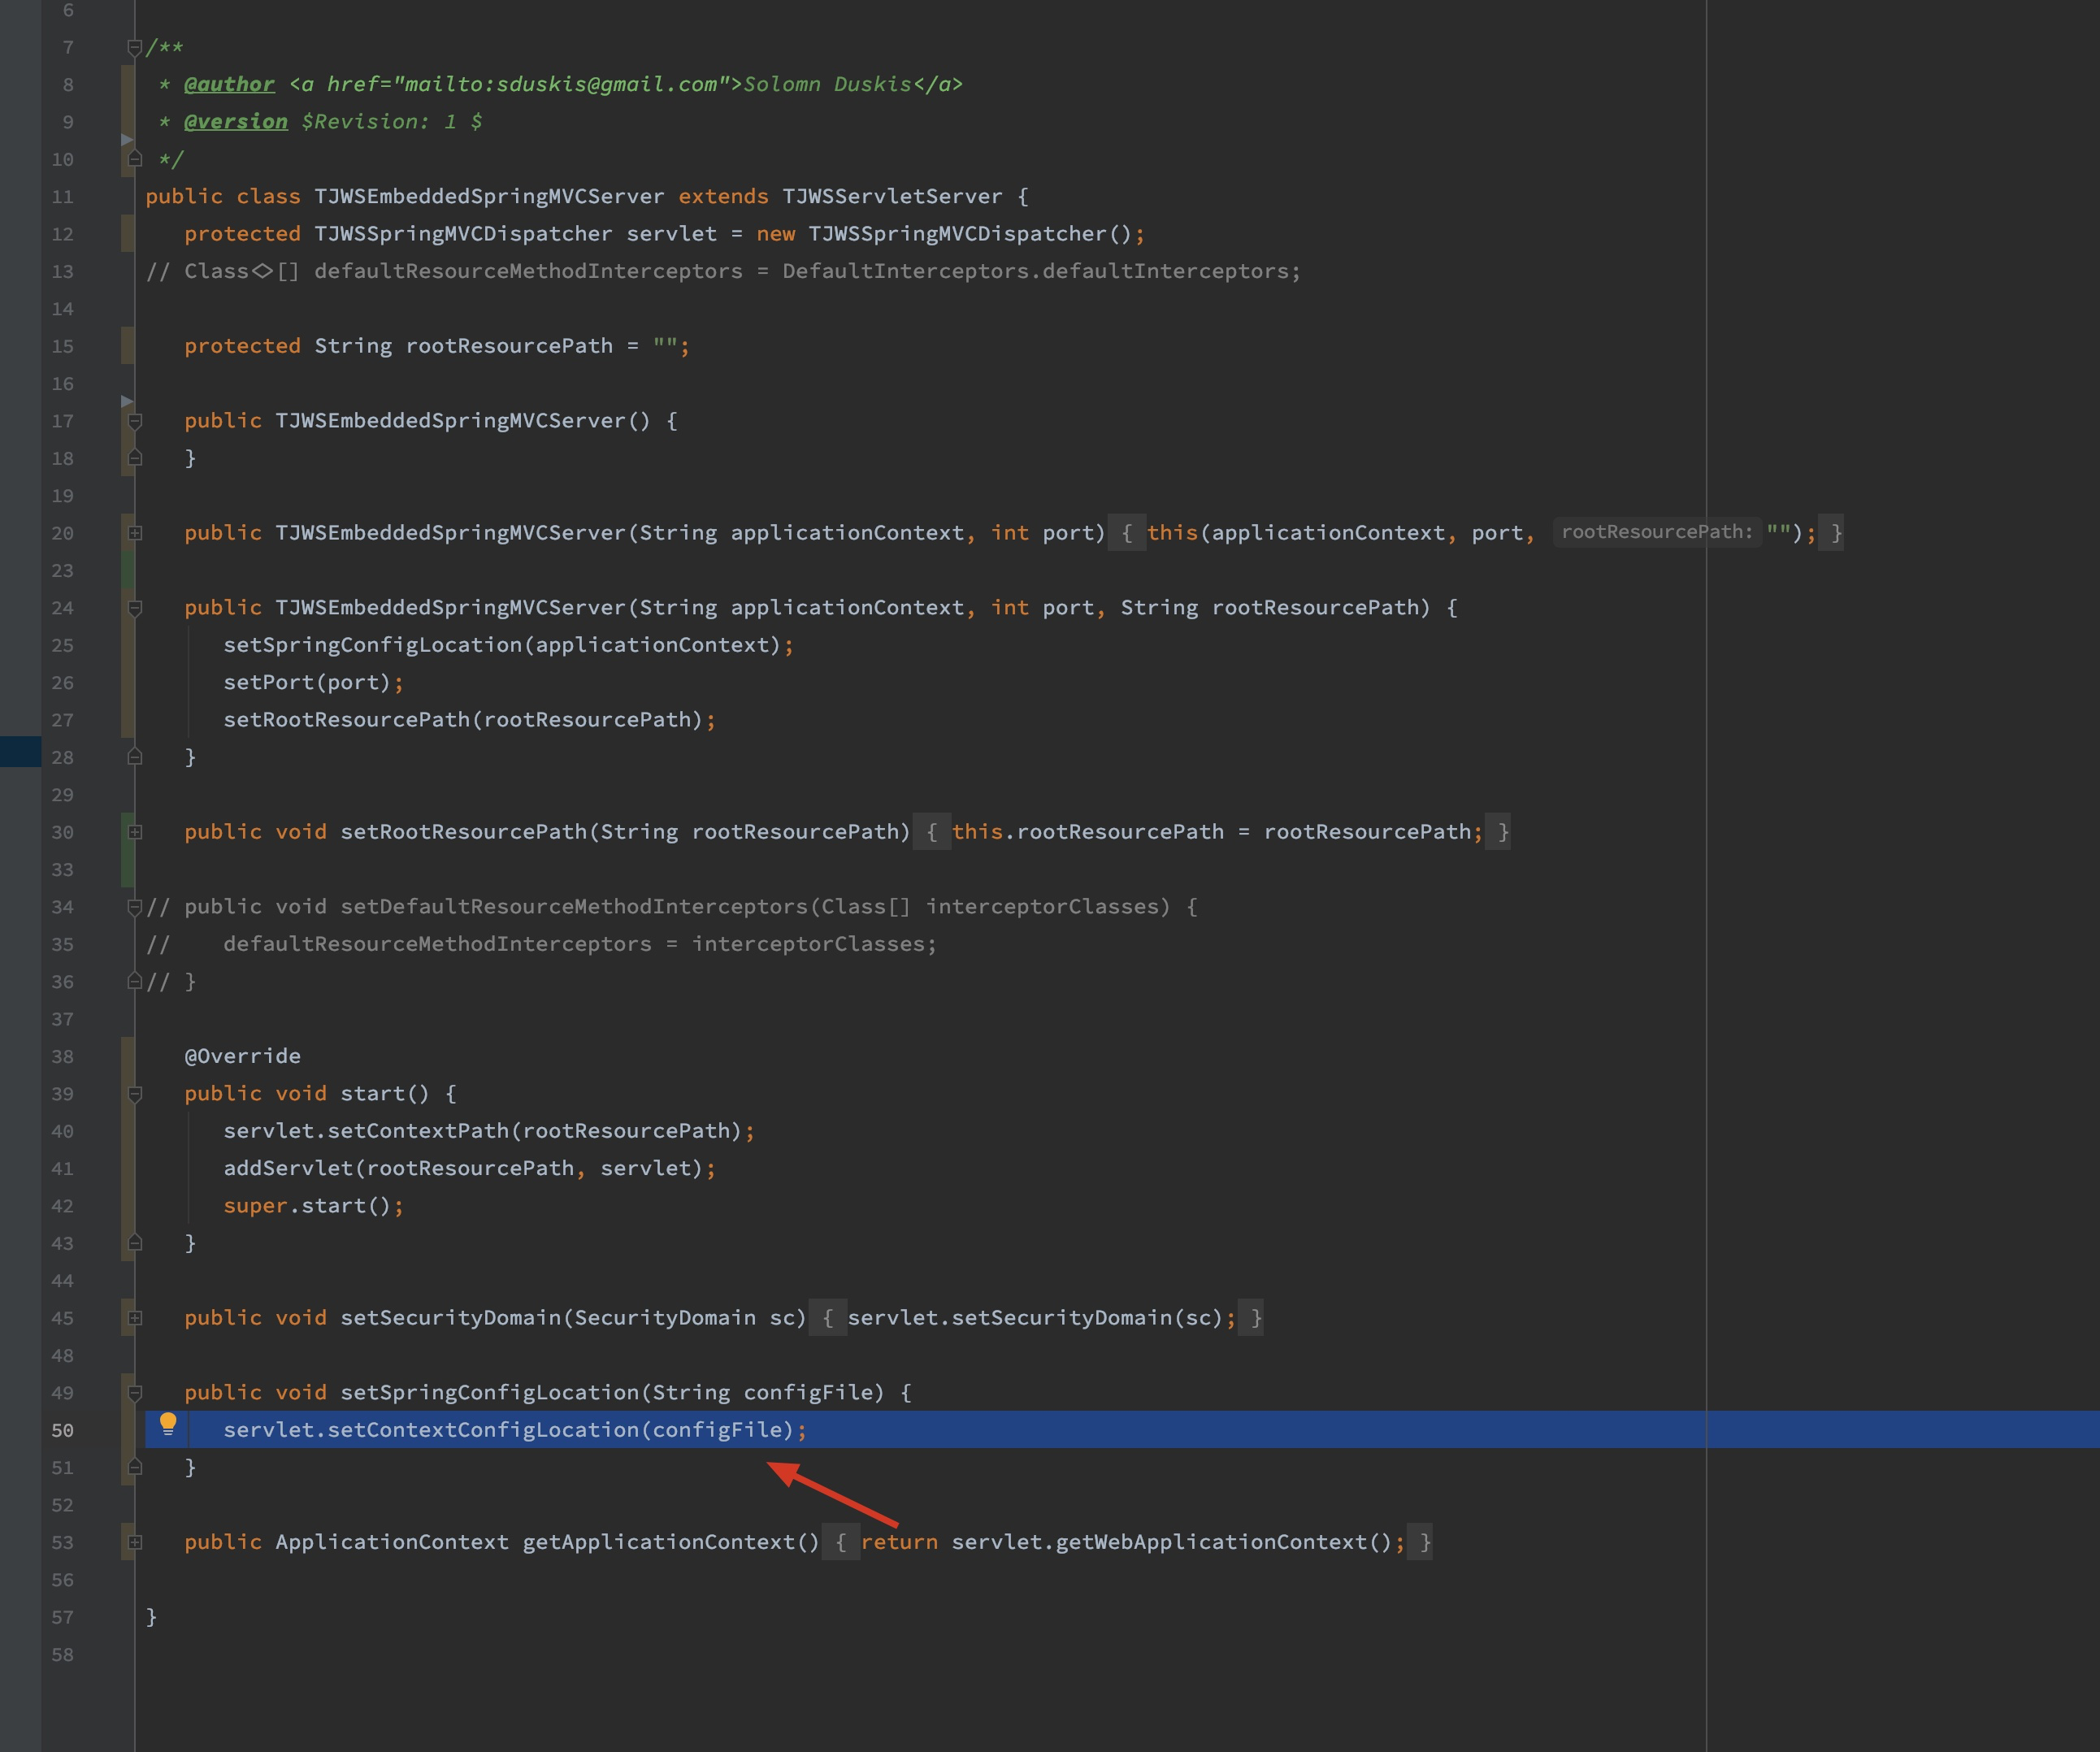 6
7 /**
8 * @author <a href="mailto:sduskis@gmail.com">Solomn Duskis</a>
9 * @version $Revision: 1 $
10 */
11 public class TJWSEmbeddedSpringMVCServer extends TJWSServletServer {
12 protected TJWSSpringMVCDispatcher servlet = new TJWSSpringMVCDispatcher();
13 // Class<>[] defaultResourceMethodInterceptors = DefaultInterceptors.defaultInterceptors;
14
15 protected String rootResourcePath = "";
16
17 public TJWSEmbeddedSpringMVCServer() {
18 }
19
20 public TJWSEmbeddedSpringMVCServer(String applicationContext, int port) { this(applicationContext, port, rootResourcePath: ""); }
23
24 public TJWSEmbeddedSpringMVCServer(String applicationContext, int port, String rootResourcePath) {
25 setSpringConfigLocation(applicationContext);
26 setPort(port);
27 setRootResourcePath(rootResourcePath);
28 }
29
30 public void setRootResourcePath(String rootResourcePath) { this.rootResourcePath = rootResourcePath; }
33
34 // public void setDefaultResourceMethodInterceptors(Class[] interceptorClasses) {
35 // defaultResourceMethodInterceptors = interceptorClasses;
36 // }
37
38 @Override
39 public void start() {
40 servlet.setContextPath(rootResourcePath);
41 addServlet(rootResourcePath, servlet);
42 super.start();
43 }
44
45 public void setSecurityDomain(SecurityDomain sc) { servlet.setSecurityDomain(sc); }
48
49 public void setSpringConfigLocation(String configFile) {
50 servlet.setContextConfigLocation(configFile);
51 }
52
53 public ApplicationContext getApplicationContext() { return servlet.getWebApplicationContext(); }
56
57 }
58